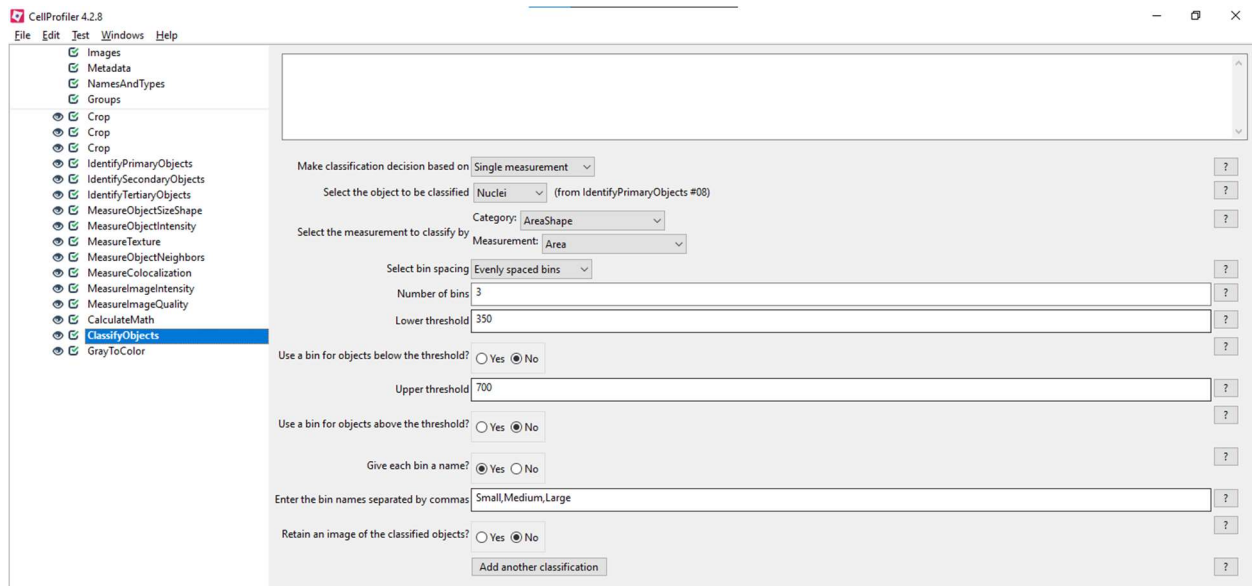 CellProfiler 4.2.8
File Edit Test Windows Help
Images
Metadata
NamesAndTypes
Groups
Crop
Crop
Crop
IdentifyPrimaryObjects
IdentifySecondaryObjects
IdentifyTertiaryObjects
MeasureObjectSizeShape
MeasureObjectIntensity
MeasureTexture
MeasureObjectNeighbors
MeasureColocalization
MeasureImageIntensity
MeasureImageQuality
CalculateMath
ClassifyObjects
GrayToColor
Make classification decision based on Single measurement ?
Select the object to be classified Nuclei (from IdentifyPrimaryObjects #08) ?
Select the measurement to classify by Category: AreaShape ?
Measurement: Area
Select bin spacing Evenly spaced bins ?
Number of bins 3 ?
Lower threshold 350 ?
Use a bin for objects below the threshold? Yes No ?
Upper threshold 700 ?
Use a bin for objects above the threshold? Yes No ?
Give each bin a name? Yes No ?
Enter the bin names separated by commas Small,Medium,Large ?
Retain an image of the classified objects? Yes No ?
Add another classification ?